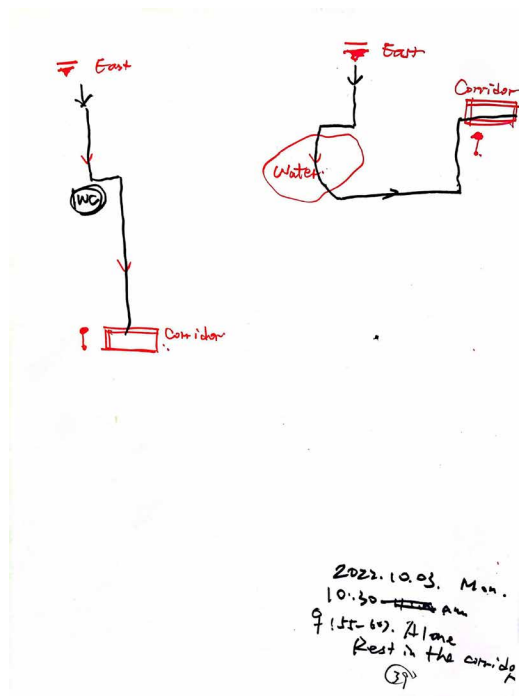 East
WC
Corridor
East
Corridor
Water
2022.10.03. Mon.
10:30 am
♀ (55-60). Alone
Rest in the corridor
39